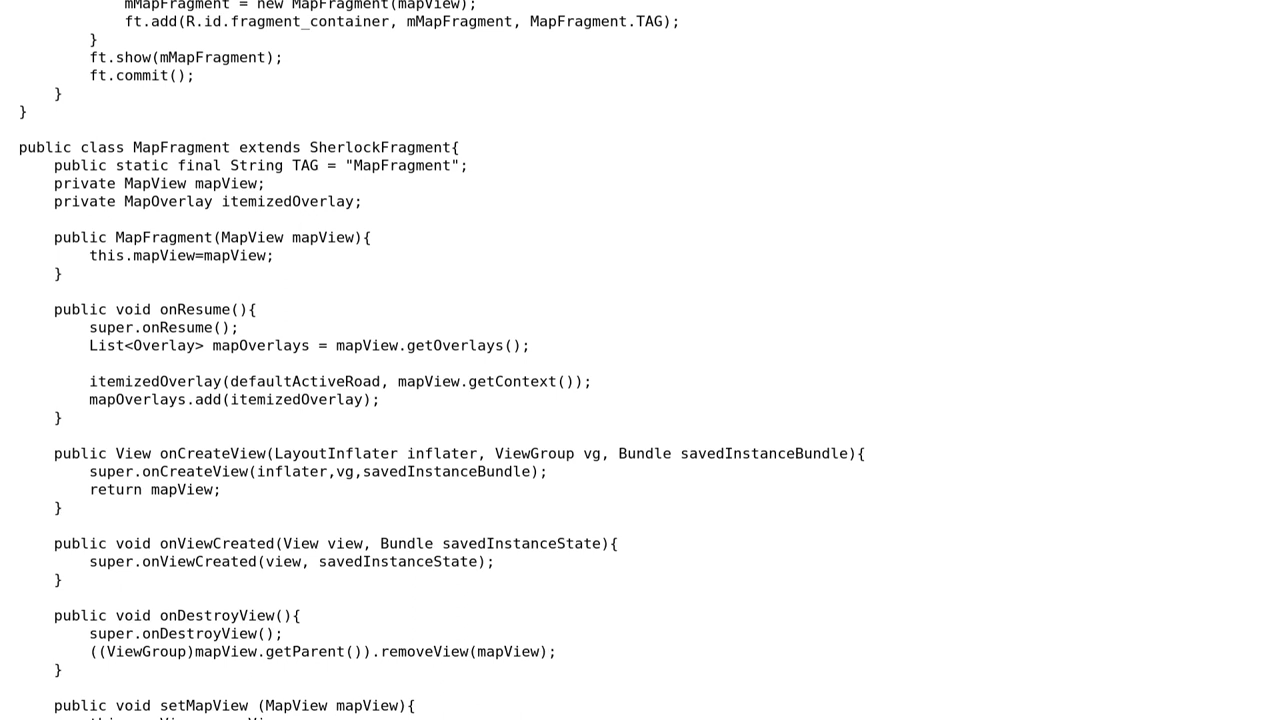 mMapFragment = new MapFragment(mapView);
ft.add(R.id.fragment_container, mMapFragment, MapFragment.TAG);
}
ft.show(mMapFragment);
ft.commit();
}
}
public class MapFragment extends SherlockFragment{
public static final String TAG = "MapFragment";
private MapView mapView;
private MapOverlay itemizedOverlay;
public MapFragment(MapView mapView){
this.mapView=mapView;
}
public void onResume(){
super.onResume();
List<Overlay> mapOverlays = mapView.getOverlays();
itemizedOverlay(defaultActiveRoad, mapView.getContext());
mapOverlays.add(itemizedOverlay);
}
public View onCreateView(LayoutInflater inflater, ViewGroup vg, Bundle savedInstanceBundle){
super.onCreateView(inflater,vg,savedInstanceBundle);
return mapView;
}
public void onViewCreated(View view, Bundle savedInstanceState){
super.onViewCreated(view, savedInstanceState);
}
public void onDestroyView(){
super.onDestroyView();
((ViewGroup)mapView.getParent()).removeView(mapView);
}
public void setMapView (MapView mapView){